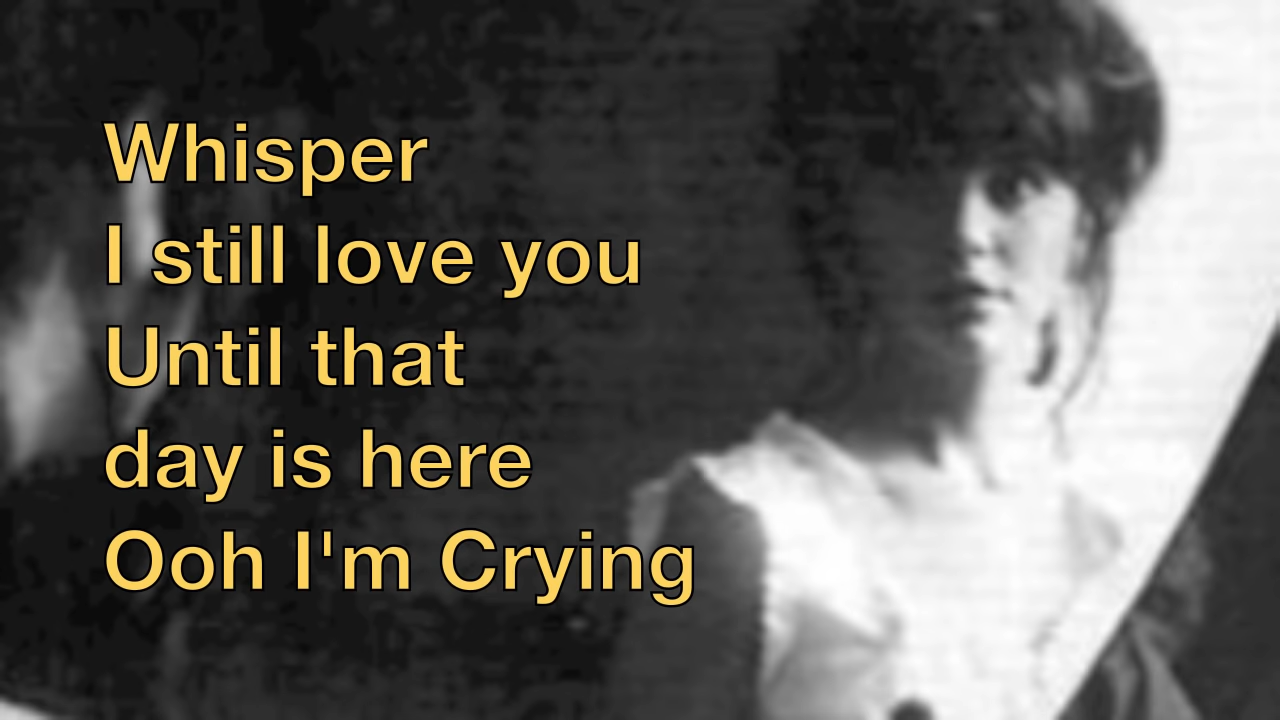 Whisper
I still love you
Until that
day is here
Ooh I'm Crying